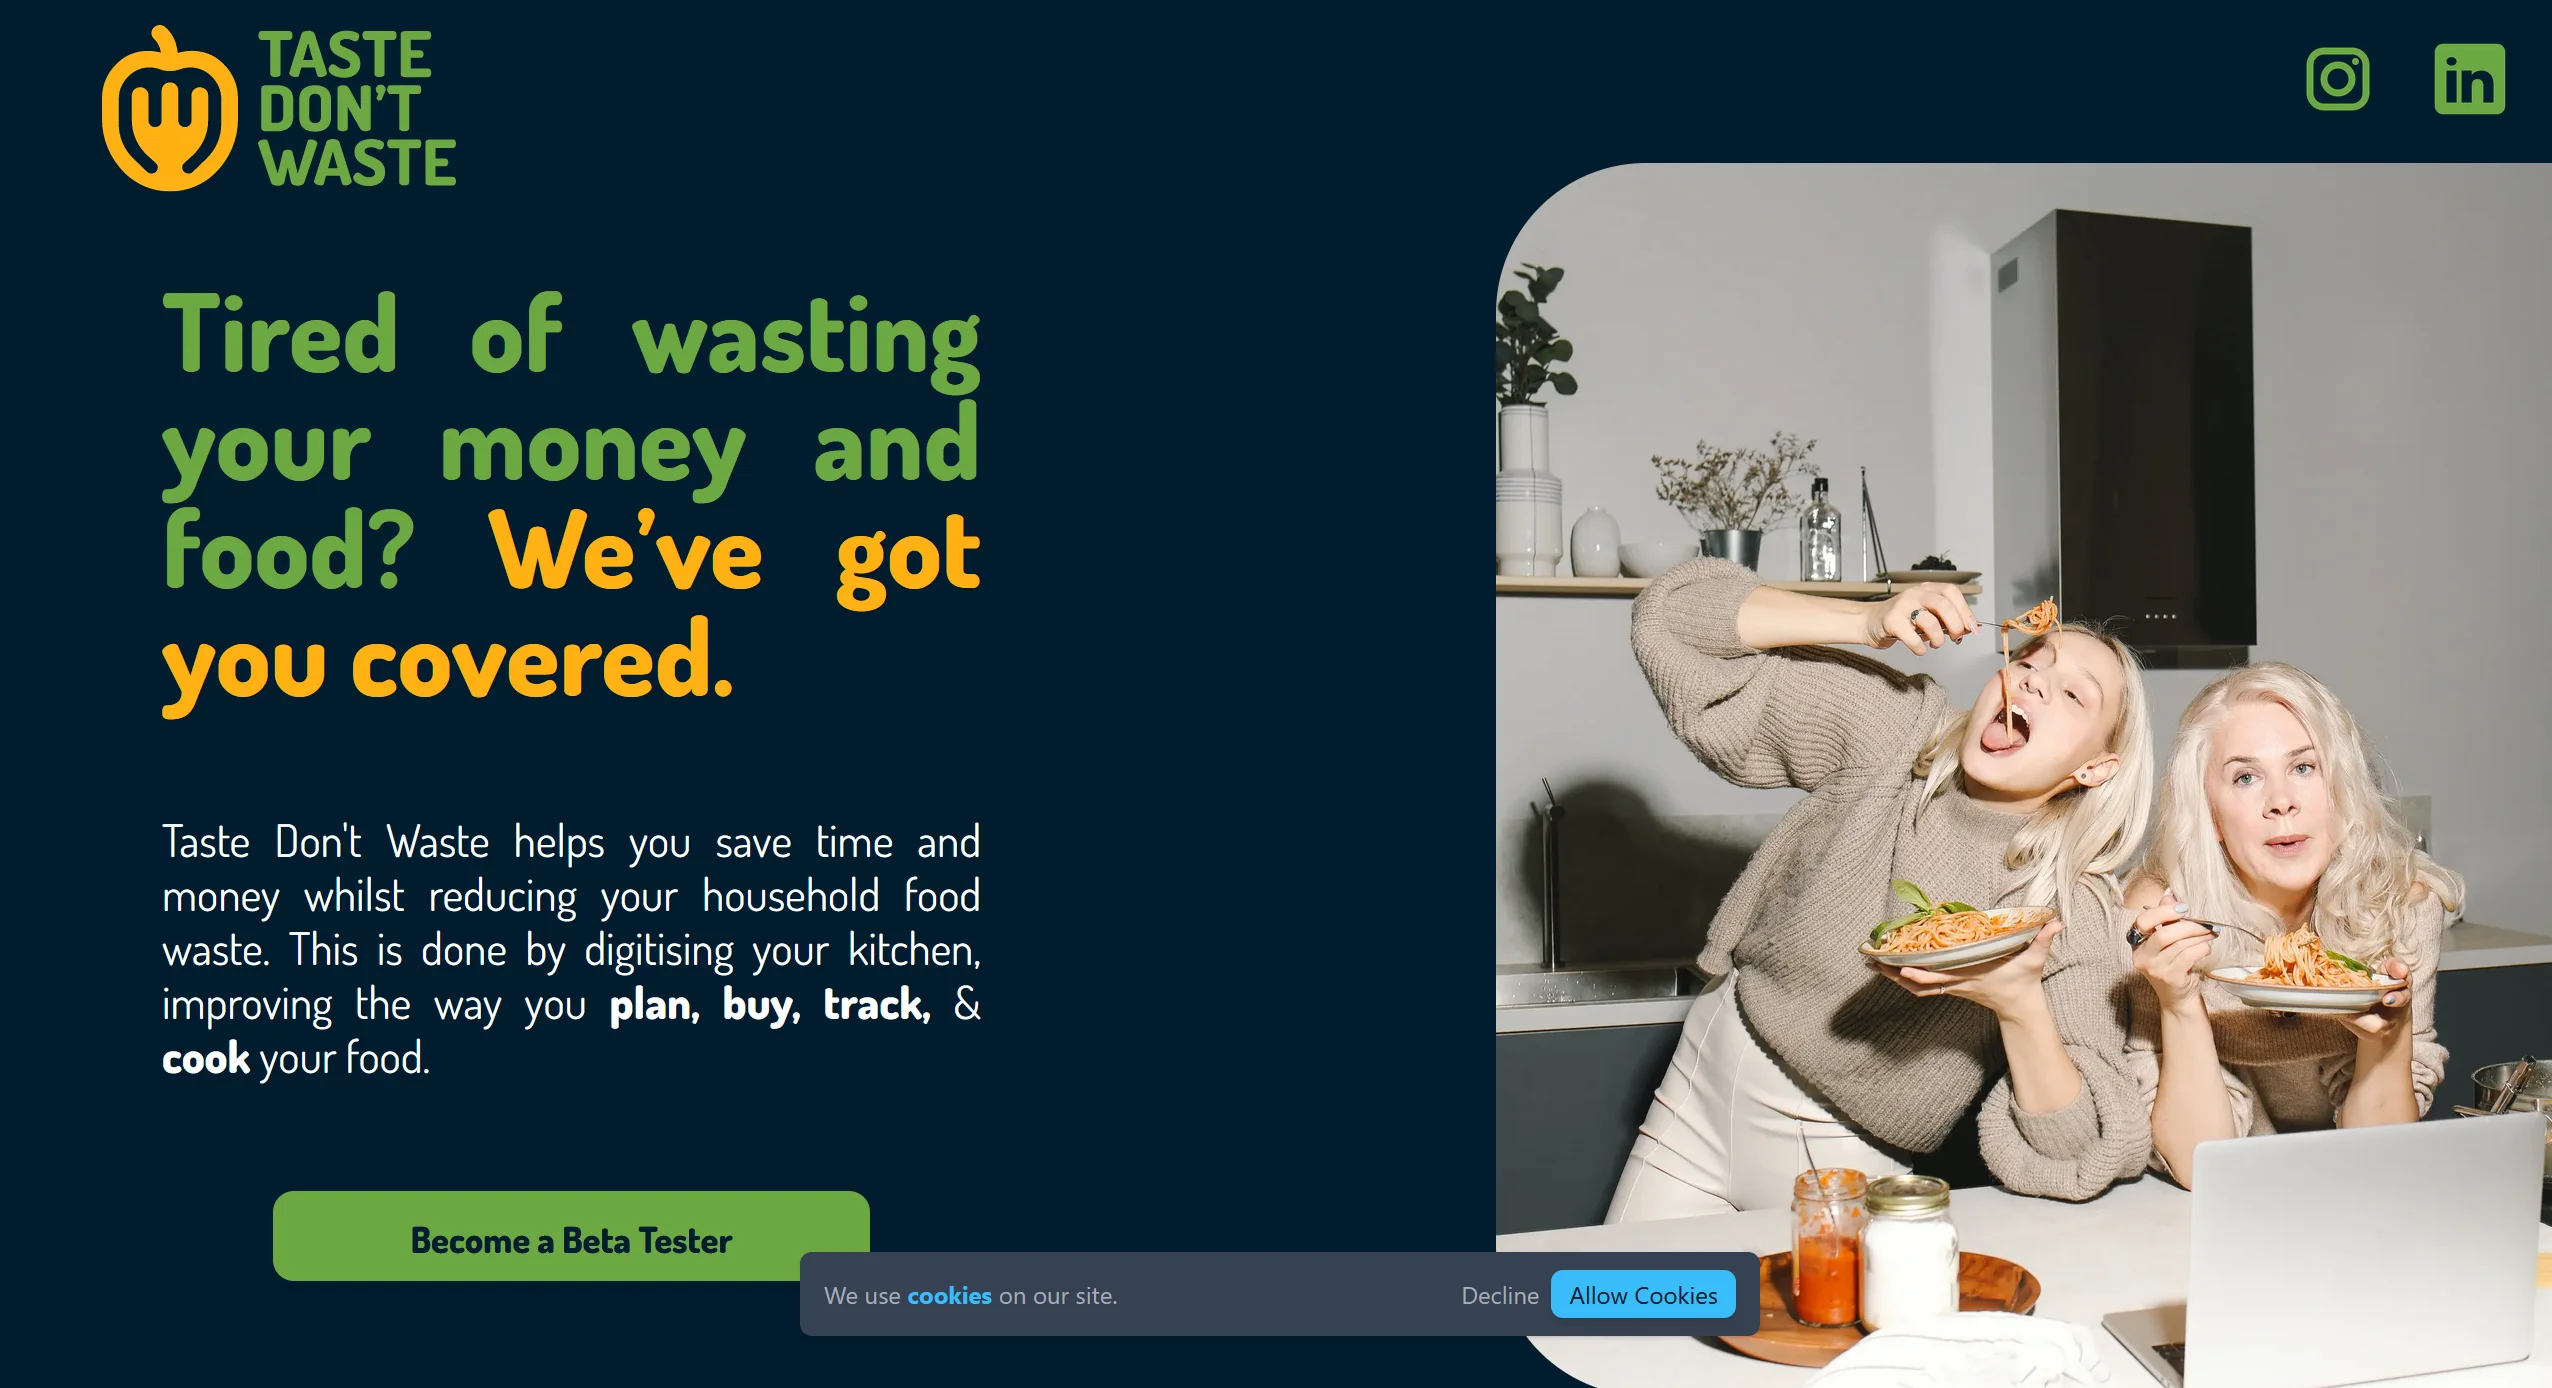 TASTE
DON'T
WASTE
Tired of wasting
your money and
food? We've got
you covered.
Taste Don't Waste helps you save time and
money whilst reducing your household food
waste. This is done by digitising your kitchen,
improving the way you plan, buy, track, &
cook your food.
Become a Beta Tester
We use cookies on our site.
Decline
Allow Cookies